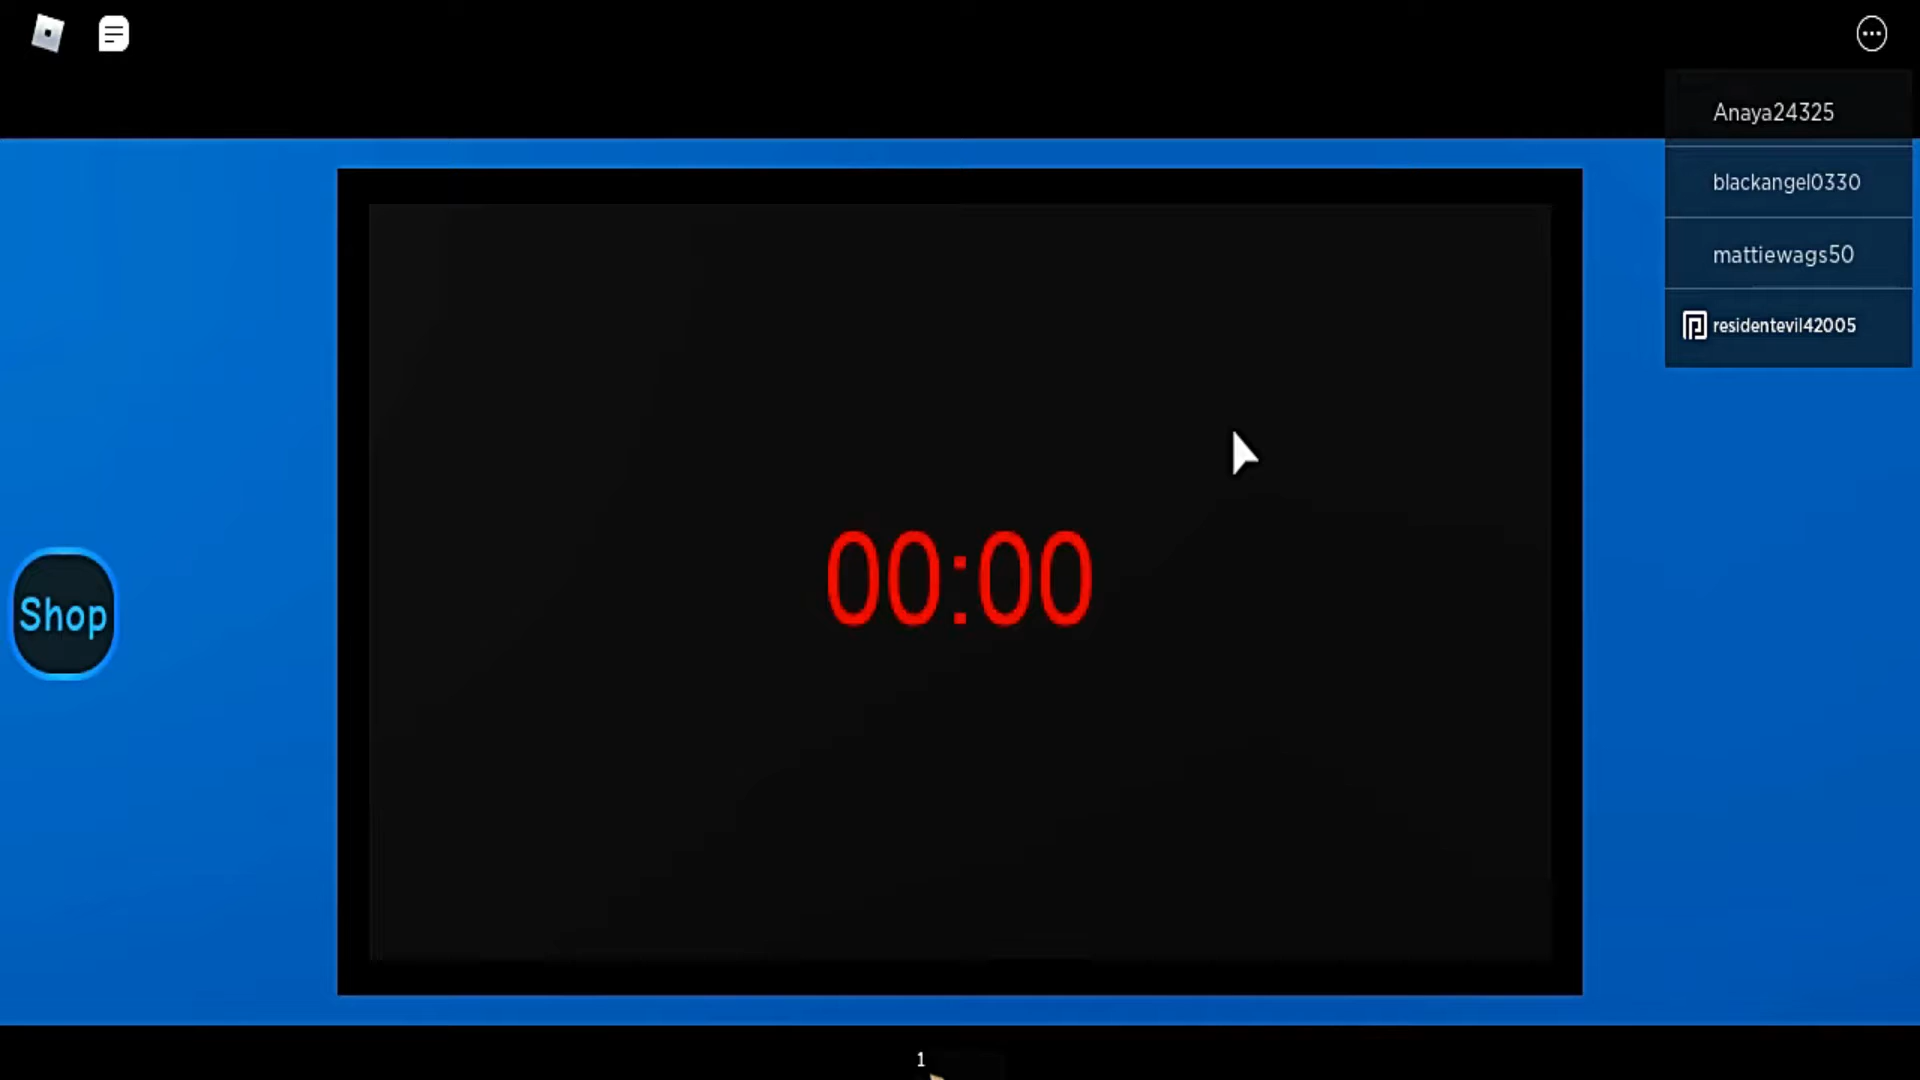 Anaya24325
blackangel0330
mattiewags50
residentevil42005
00:00
Shop
1